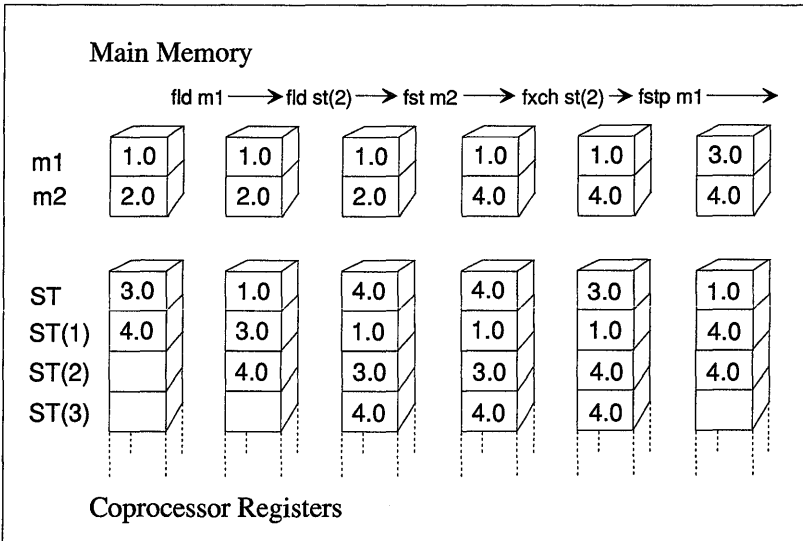 Main Memory
fld m1 fld st(2) fst m2 fxch st(2) fstp m1
m1 1.0 1.0 1.0 1.0 1.0 3.0
m2 2.0 2.0 2.0 4.0 4.0 4.0
ST 3.0 1.0 4.0 4.0 3.0 1.0
ST(1) 4.0 3.0 1.0 1.0 1.0 4.0
ST(2) 4.0 3.0 3.0 4.0 4.0
ST(3) 4.0 4.0 4.0
Coprocessor Registers